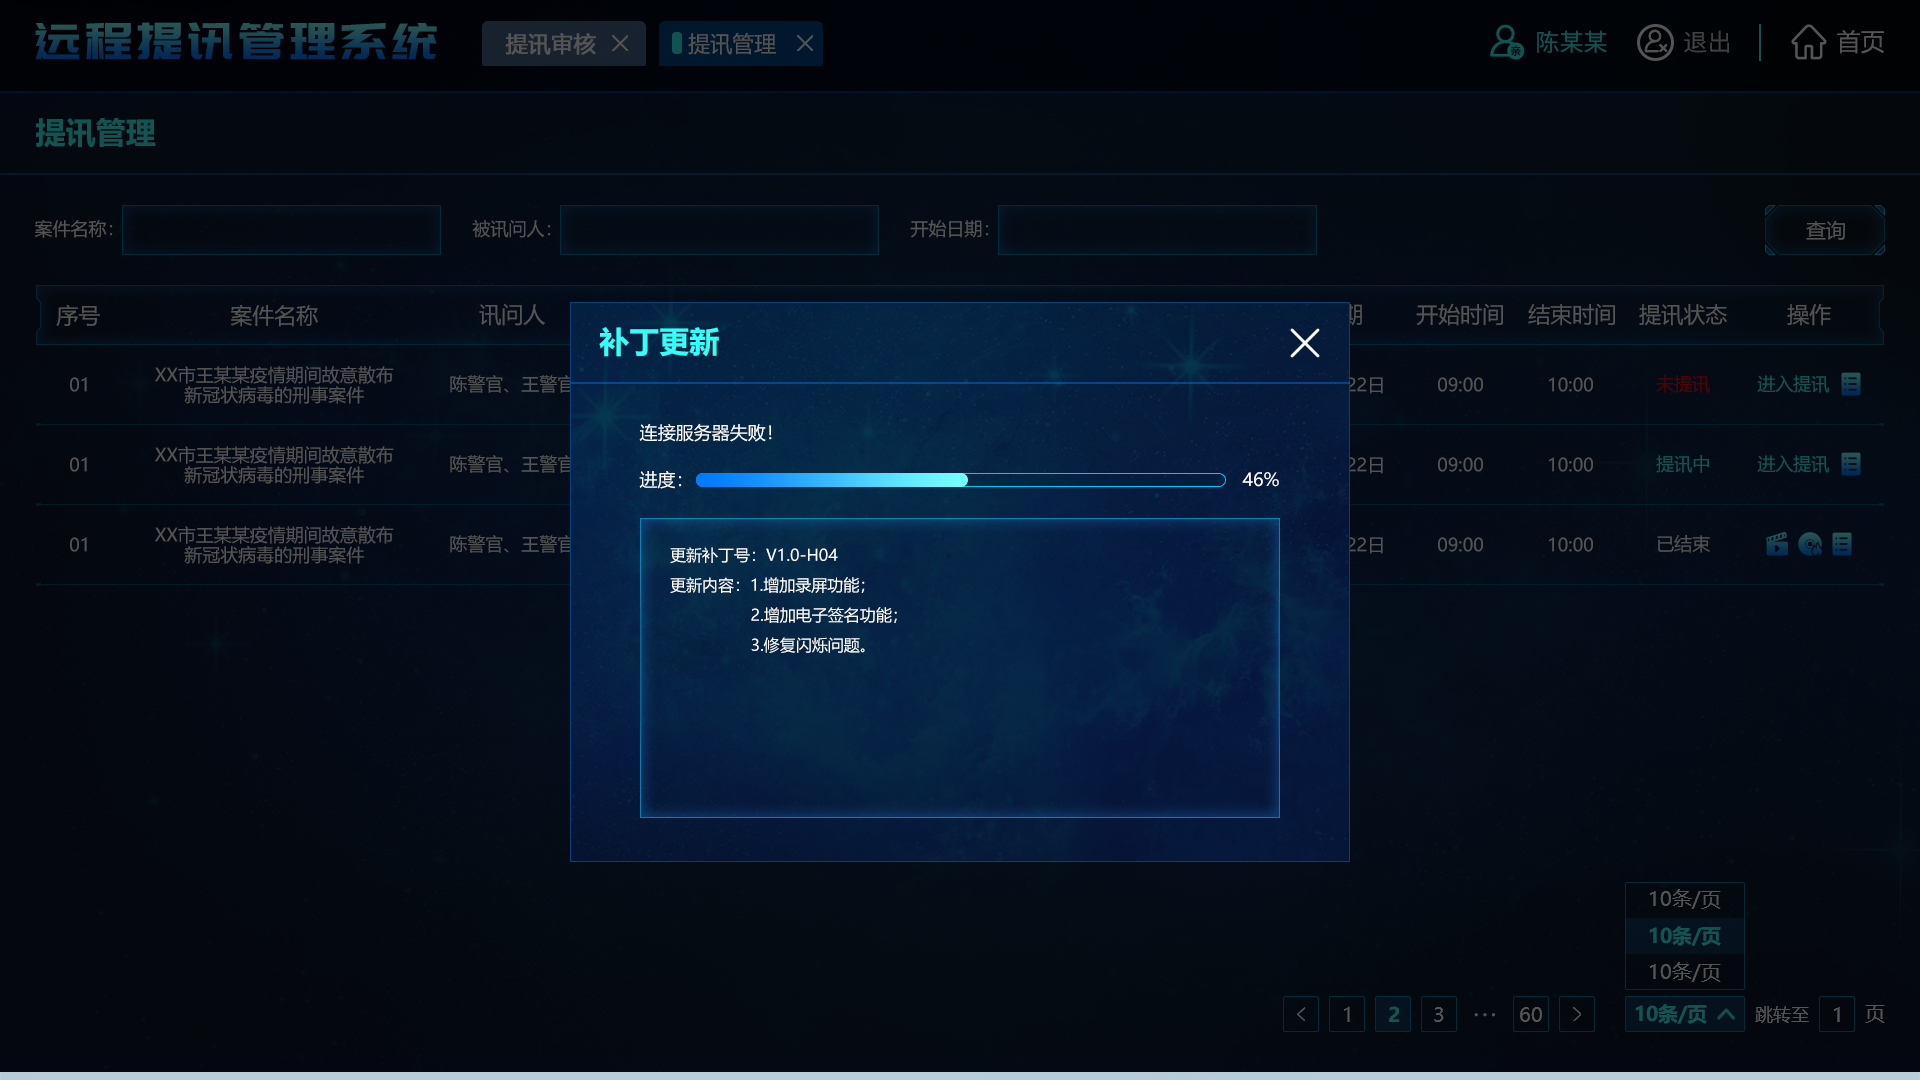 远程提讯管理系统
提讯审核
提讯管理
陈某某
退出
首页
提讯管理
案件名称：
被讯问人：
开始日期：
查询
序号 案件名称 讯问人 期 开始时间 结束时间 提讯状态 操作
01 XX市王某某疫情期间故意散布 陈警官、王警官 22日 09:00 10:00 未提讯 进入提讯
新冠状病毒的刑事案件
01 XX市王某某疫情期间故意散布 陈警官、王警官 22日 09:00 10:00 提讯中 进入提讯
新冠状病毒的刑事案件
01 XX市王某某疫情期间故意散布 陈警官、王警官 22日 09:00 10:00 已结束
新冠状病毒的刑事案件
补丁更新
连接服务器失败！
进度： 46%
更新补丁号：V1.0-H04
更新内容：1.增加录屏功能；
2.增加电子签名功能；
3.修复闪烁问题。
10条/页
10条/页
10条/页
1 2 3 ··· 60 10条/页 跳转至 1 页